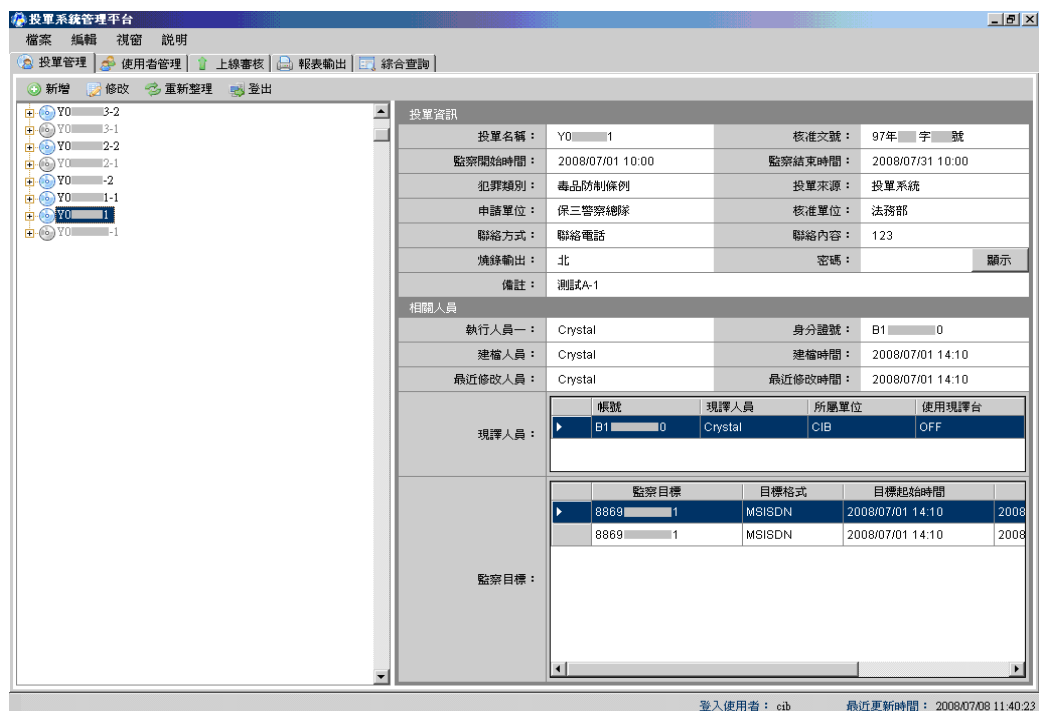 投單系統管理平台
檔案 編輯 視窗 說明
投單管理 使用者管理 上線審核 報表輸出 綜合查詢
新增 修改 重新整理 登出
Y0 3-2
Y0 3-1
Y0 2-2
Y0 2-1
Y0 -2
Y0 1-1
Y0 1
Y0 -1
投單資訊
投單名稱： Y0 1 核准文號： 97年 字 號
監察開始時間： 2008/07/01 10:00 監察結束時間： 2008/07/31 10:00
犯罪類別： 毒品防制條例 投單來源： 投單系統
申請單位： 保三警察總隊 核准單位： 法務部
聯絡方式： 聯絡電話 聯絡內容： 123
燒錄輸出： 北 密碼： 顯示
備註： 測試A-1
相關人員
執行人員一： Crystal 身分證號： B1 0
建檔人員： Crystal 建檔時間： 2008/07/01 14:10
最近修改人員： Crystal 最近修改時間： 2008/07/01 14:10
現譯人員：
帳號 現譯人員 所屬單位 使用現譯台
B1 0 Crystal CIB OFF
監察目標：
監察目標 目標格式 目標起始時間
8869 1 MSISDN 2008/07/01 14:10 2008
8869 1 MSISDN 2008/07/01 14:10 2008
登入使用者： cib 最近更新時間： 2008/07/08 11:40:23